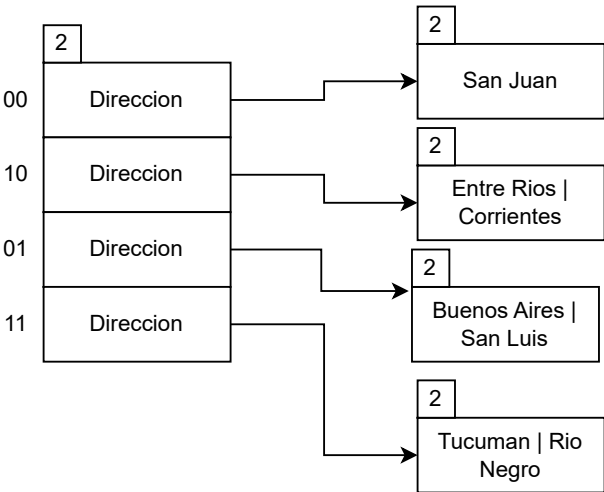 2
00
Direccion
10
Direccion
01
Direccion
11
Direccion
2
San Juan
2
Entre Rios |
Corrientes
2
Buenos Aires |
San Luis
2
Tucuman | Rio
Negro